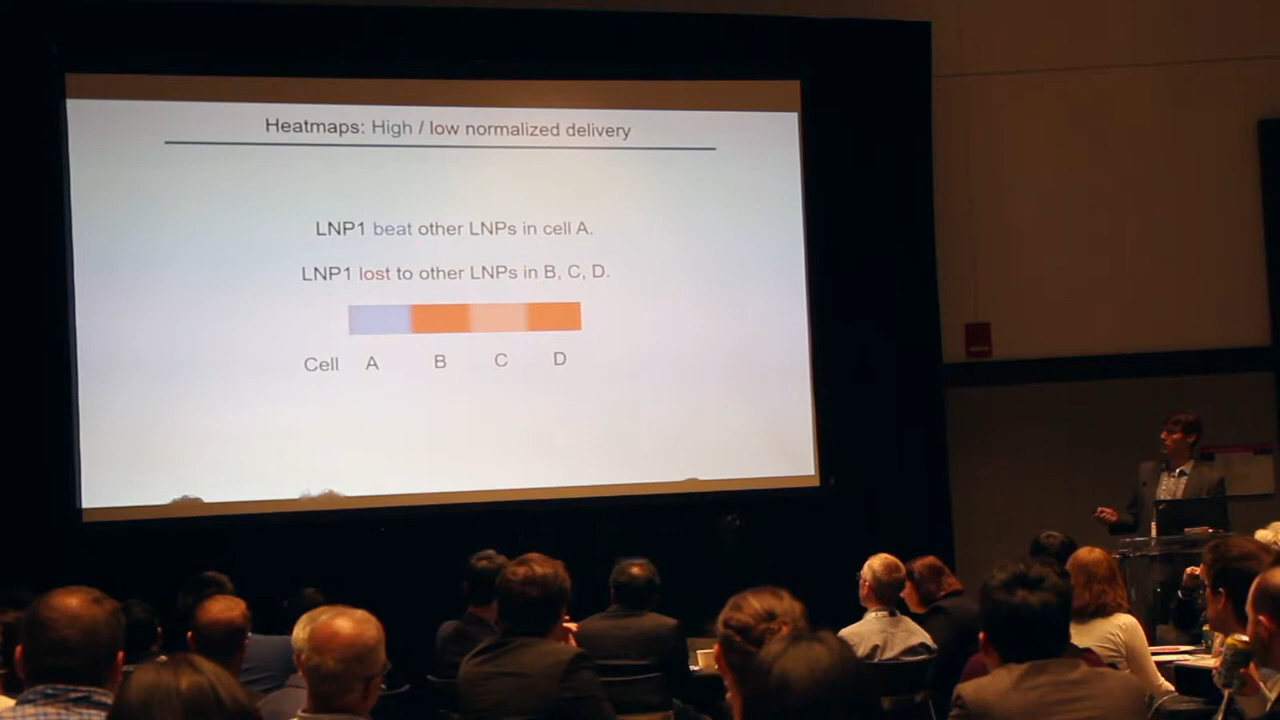 Heatmaps: High / low normalized delivery
LNP1 beat other LNPs in cell A.
LNP1 lost to other LNPs in B, C, D.
Cell A B C D